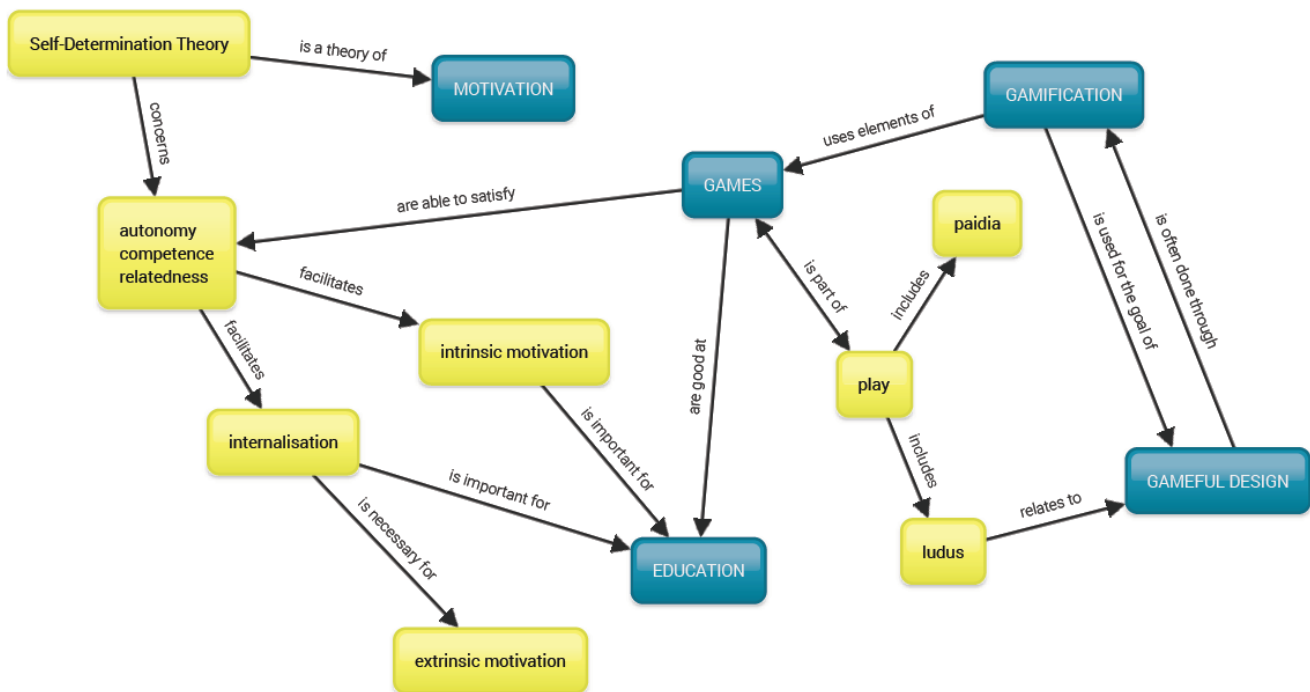 Self-Determination Theory
is a theory of
MOTIVATION
GAMIFICATION
concerns
uses elements of
GAMES
are able to satisfy
autonomy
competence
relatedness
paidia
is used for the goal of
is often done through
facilitates
is part of
includes
intrinsic motivation
facilitates
are good at
play
internalisation
is important for
includes
is important for
GAMEFUL DESIGN
relates to
is necessary for
ludus
EDUCATION
extrinsic motivation